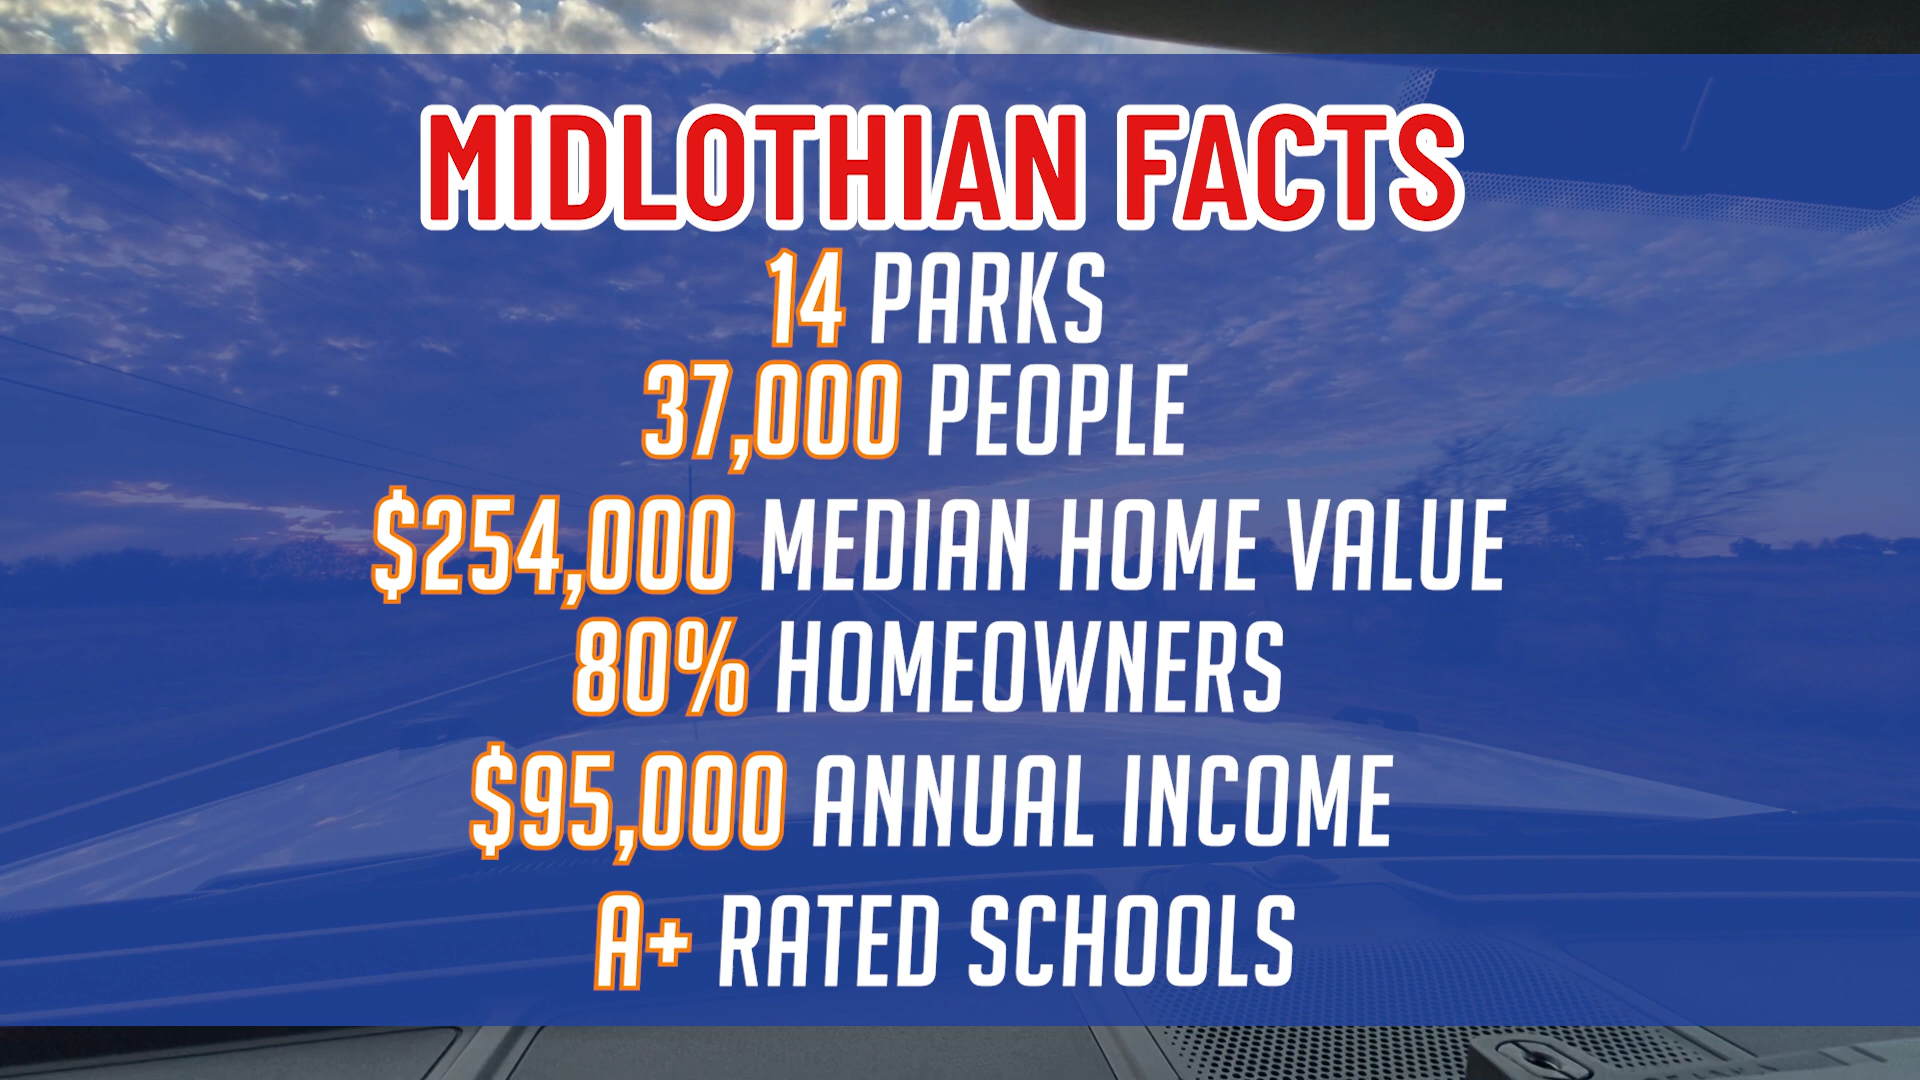 MIDLOTHIAN FACTS
14 PARKS
37,000 PEOPLE
$254,000 MEDIAN HOME VALUE
80% HOMEOWNERS
$95,000 ANNUAL INCOME
A+ RATED SCHOOLS